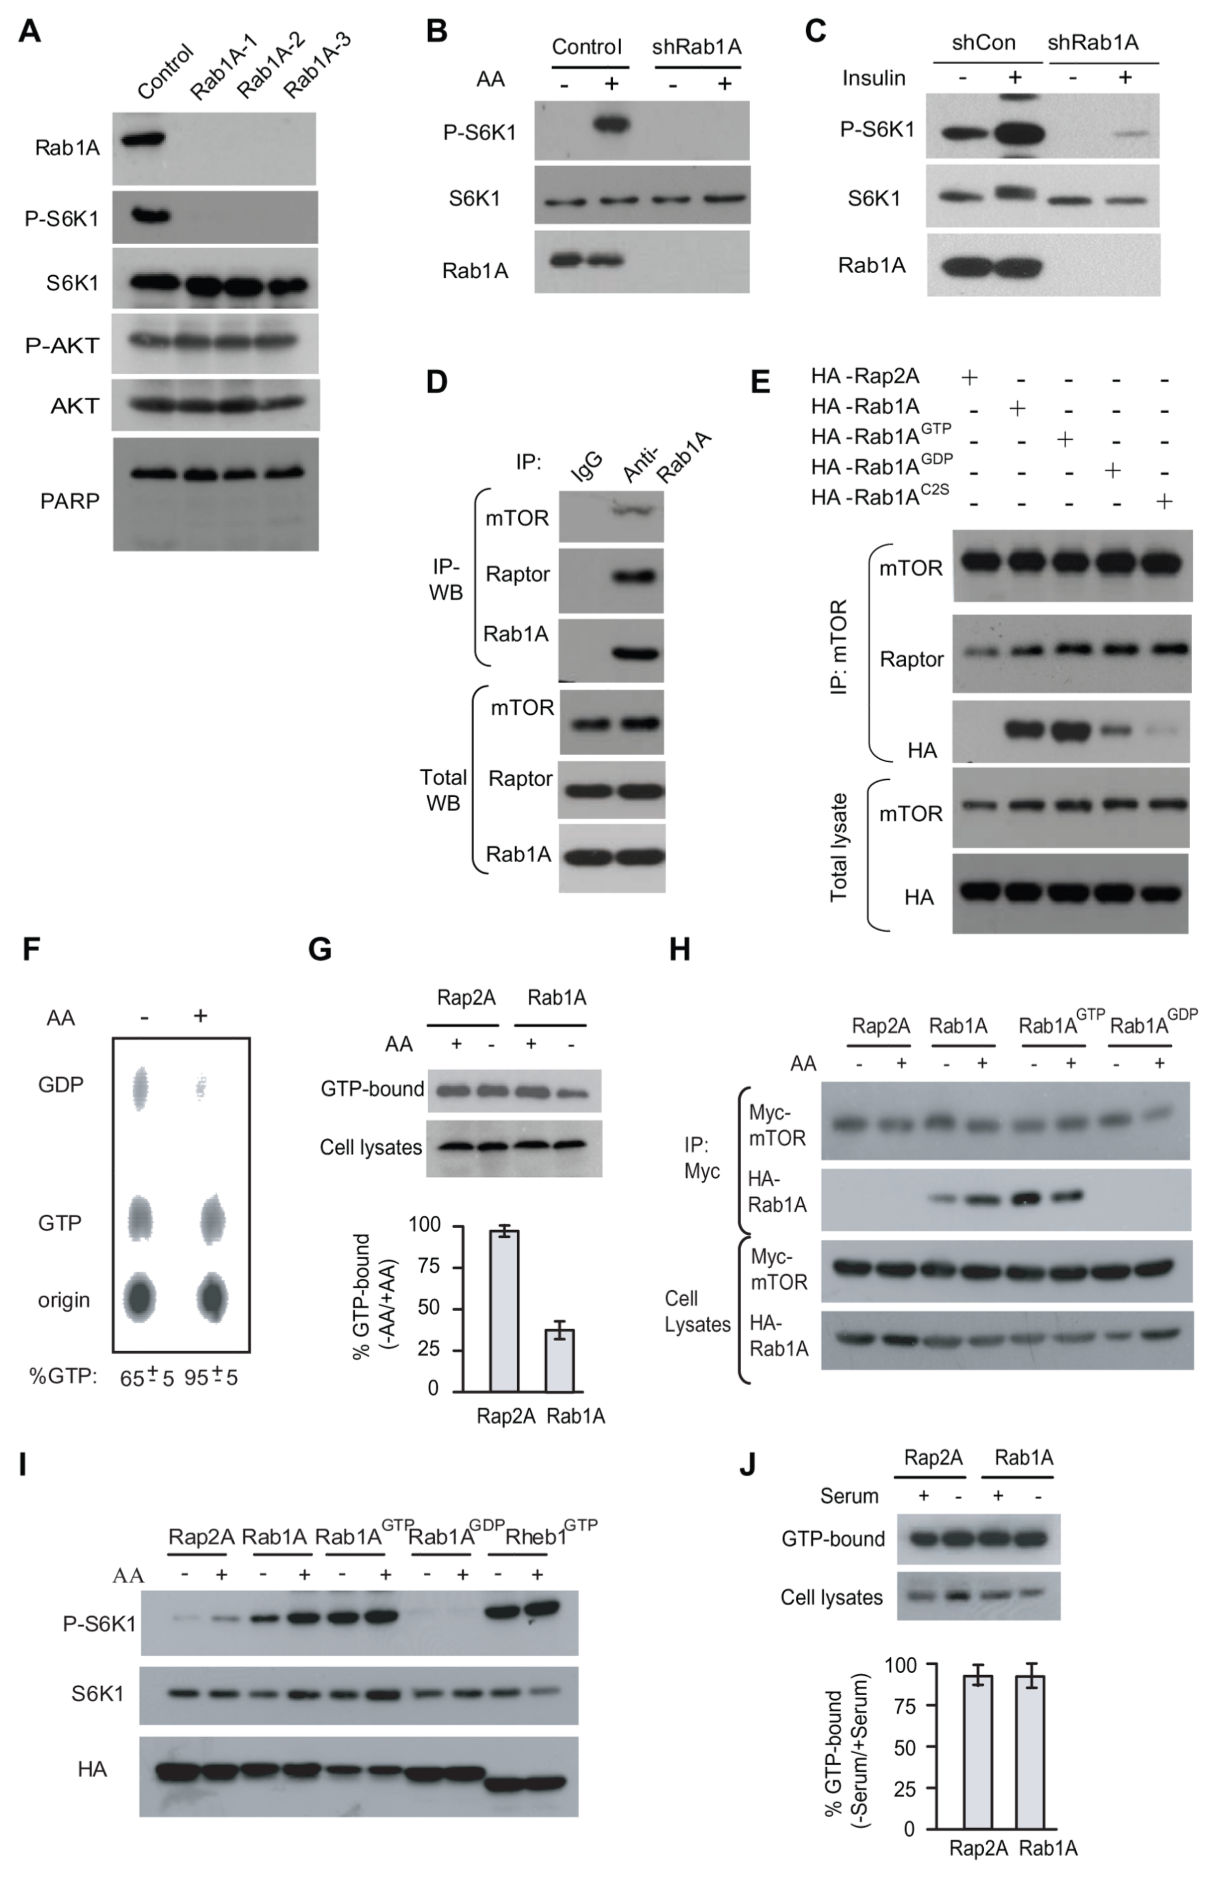 A
Control
Rab1A-1
Rab1A-2
Rab1A-3
Rab1A
P-S6K1
S6K1
P-AKT
AKT
PARP
B
Control shRab1A
AA - + - +
P-S6K1
S6K1
Rab1A
C
shCon shRab1A
Insulin - + - +
P-S6K1
S6K1
Rab1A
D
IP: IgG Anti-Rab1A
IP-WB
mTOR
Raptor
Rab1A
Total WB
mTOR
Raptor
Rab1A
E
HA -Rap2A + - - - -
HA -Rab1A - + - - -
HA -Rab1A^GTP - - + - -
HA -Rab1A^GDP - - - + -
HA -Rab1A^C2S - - - - +
IP: mTOR
mTOR
Raptor
HA
Total lysate
mTOR
HA
F
AA - +
GDP
GTP
origin
%GTP: 65±5 95±5
G
Rap2A Rab1A
AA + - + -
GTP-bound
Cell lysates
% GTP-bound
(-AA/+AA)
100
75
50
25
0
Rap2A Rab1A
H
Rap2A Rab1A Rab1A^GTP Rab1A^GDP
AA - + - + - + - +
IP:
Myc
Myc-
mTOR
HA-
Rab1A
Cell
Lysates
Myc-
mTOR
HA-
Rab1A
I
Rap2A Rab1A Rab1A^GTP Rab1A^GDP Rheb1^GTP
AA - + - + - + - + - +
P-S6K1
S6K1
HA
J
Rap2A Rab1A
Serum + - + -
GTP-bound
Cell lysates
% GTP-bound
(-Serum/+Serum)
100
75
50
25
0
Rap2A Rab1A